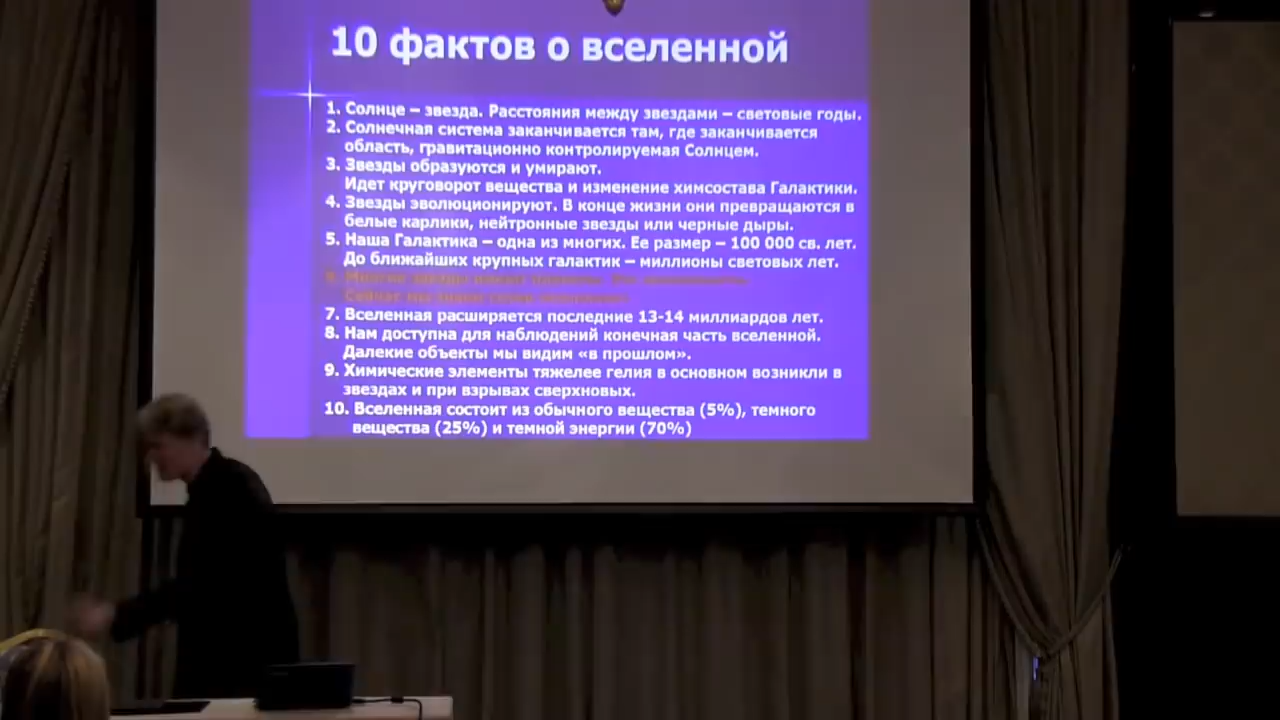 10 фактов о вселенной
1. Солнце – звезда. Расстояния между звездами – световые годы.
2. Солнечная система заканчивается там, где заканчивается
область, гравитационно контролируемая Солнцем.
3. Звезды образуются и умирают.
Идет круговорот вещества и изменение химсостава Галактики.
4. Звезды эволюционируют. В конце жизни они превращаются в
белые карлики, нейтронные звезды или черные дыры.
5. Наша Галактика – одна из многих. Ее размер – 100 000 св. лет.
До ближайших крупных галактик – миллионы световых лет.
Сейчас мы знаем
7. Вселенная расширяется последние 13-14 миллиардов лет.
8. Нам доступна для наблюдений конечная часть вселенной.
Далекие объекты мы видим «в прошлом».
9. Химические элементы тяжелее гелия в основном возникли в
звездах и при взрывах сверхновых.
10. Вселенная состоит из обычного вещества (5%), темного
вещества (25%) и темной энергии (70%)